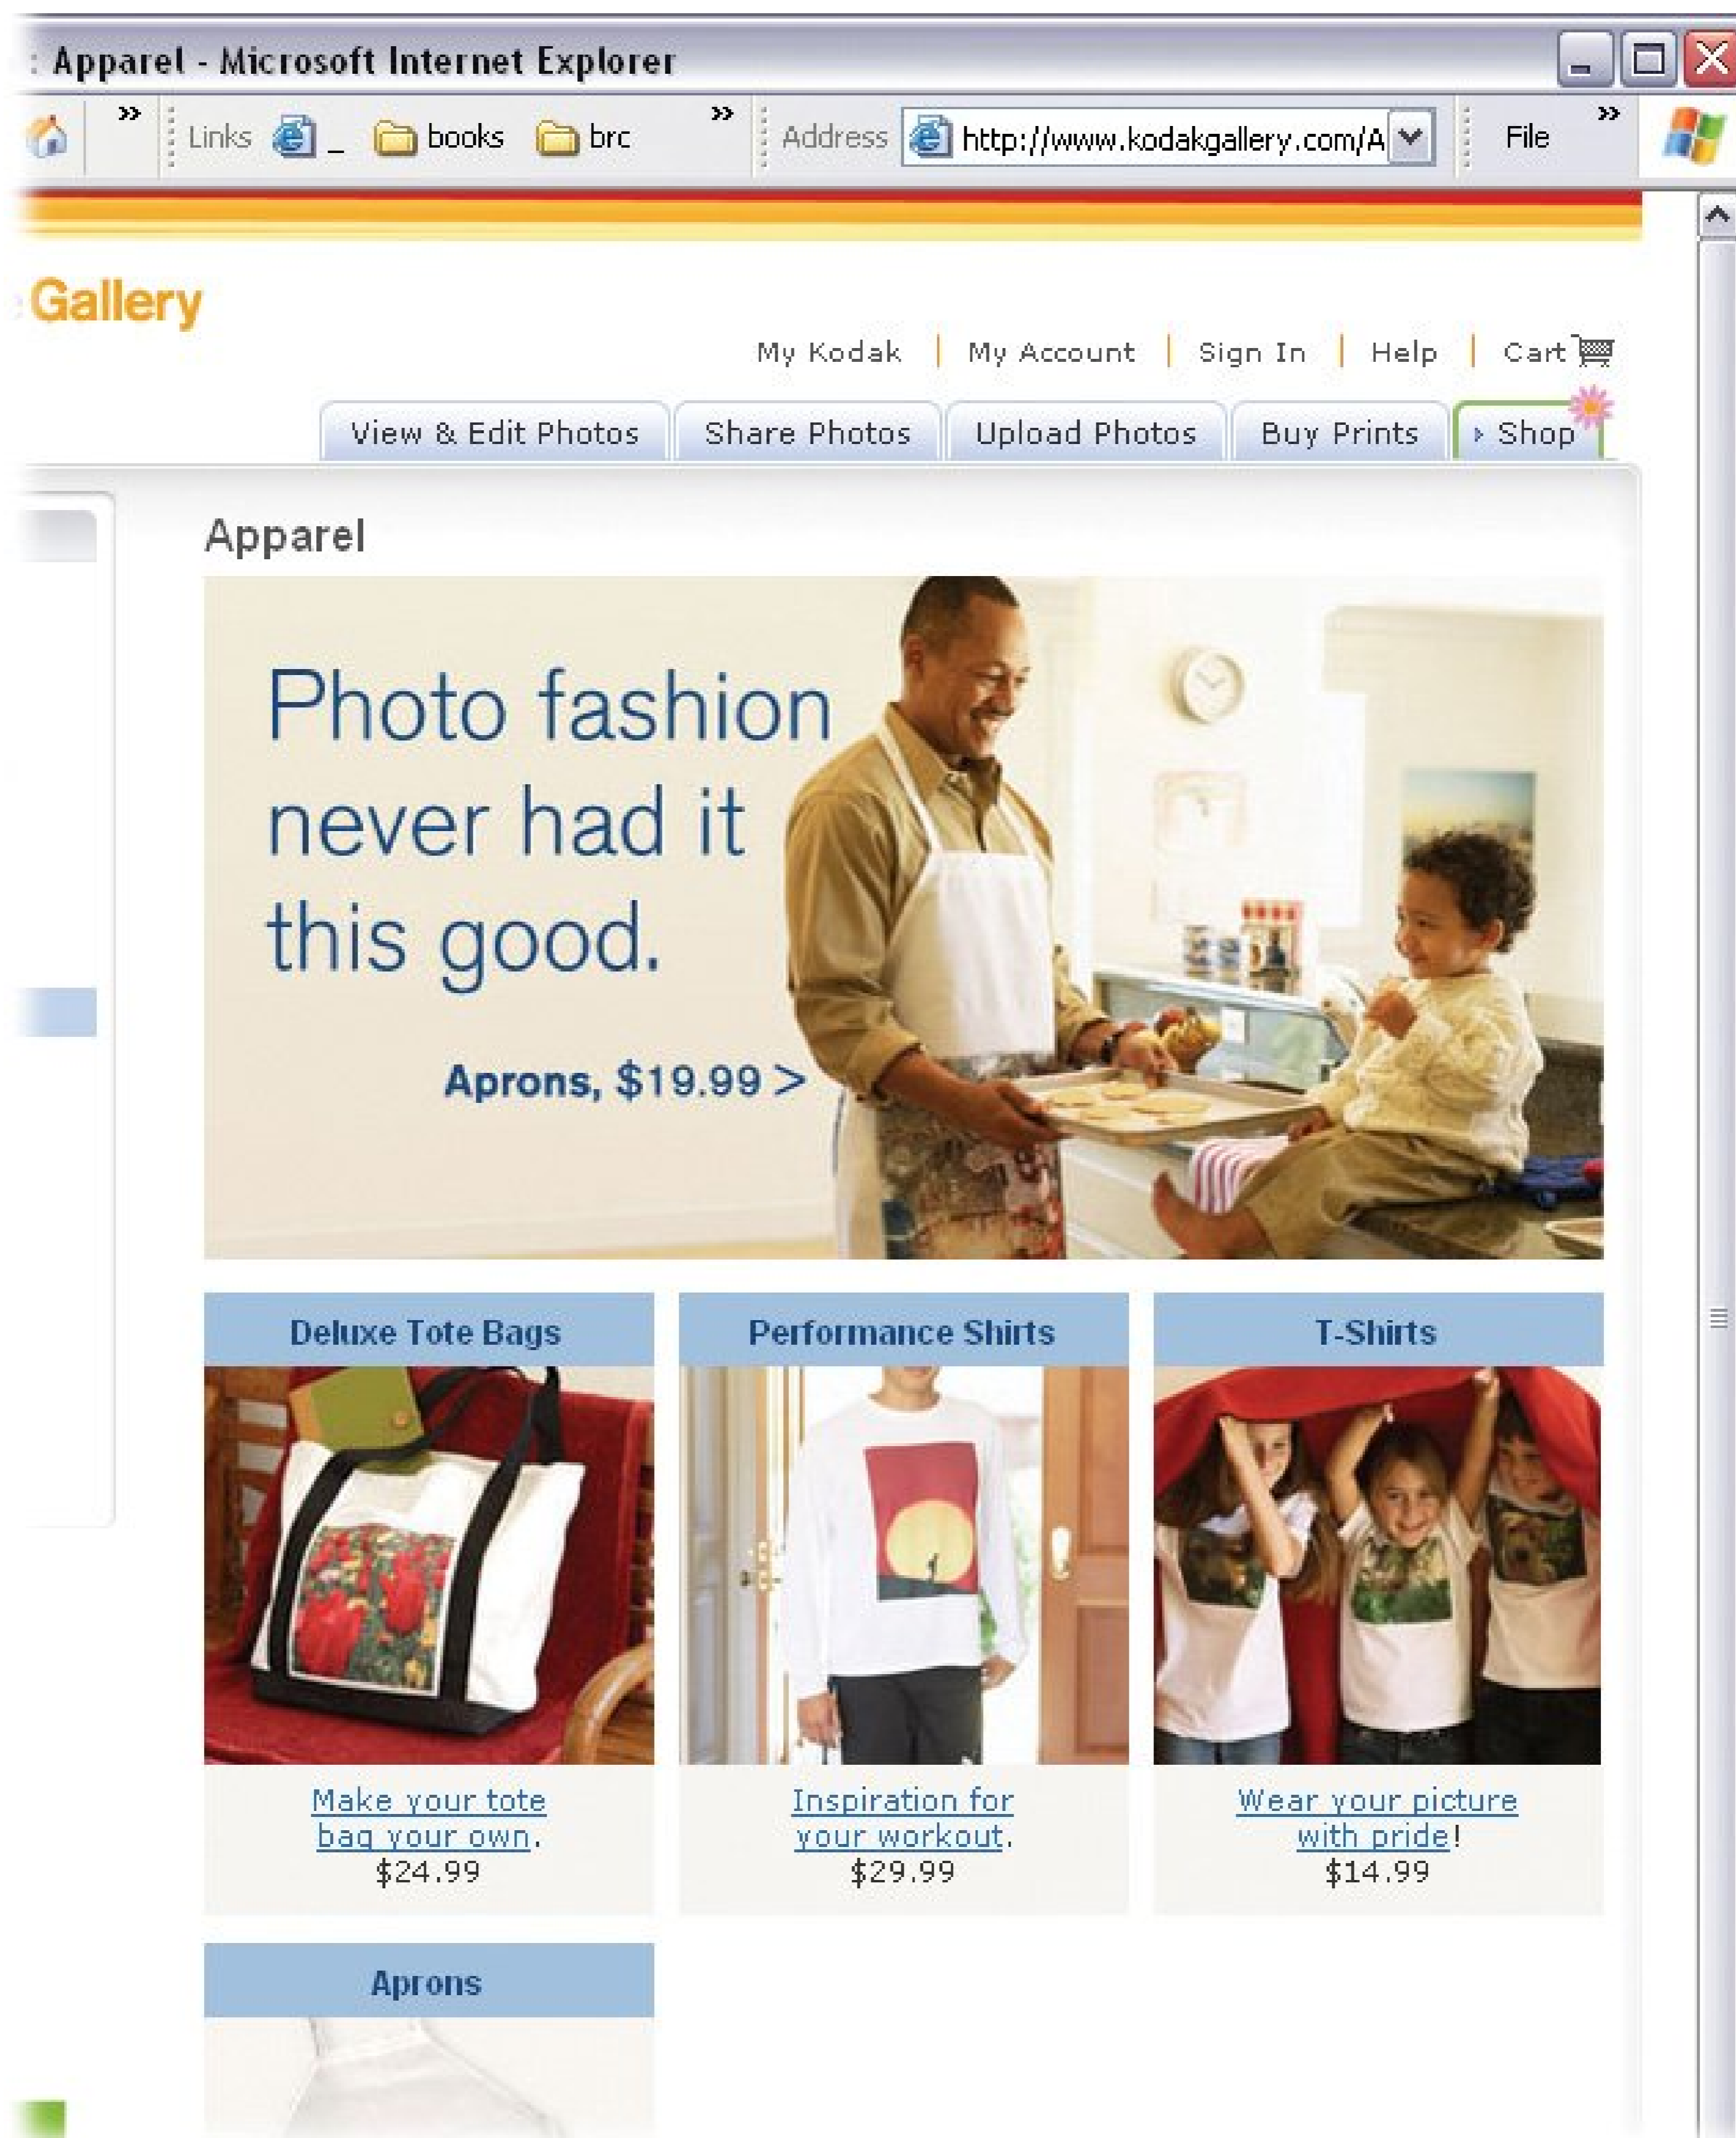 : Apparel - Microsoft Internet Explorer
» Links _ books brc » Address http://www.kodakgallery.com/A File »
Gallery
My Kodak | My Account | Sign In | Help | Cart
View & Edit Photos Share Photos Upload Photos Buy Prints Shop
Apparel
Photo fashion
never had it
this good.
Aprons, $19.99 >
Deluxe Tote Bags
Performance Shirts
T-Shirts
Make your tote
bag your own.
$24.99
Inspiration for
your workout.
$29.99
Wear your picture
with pride!
$14.99
Aprons